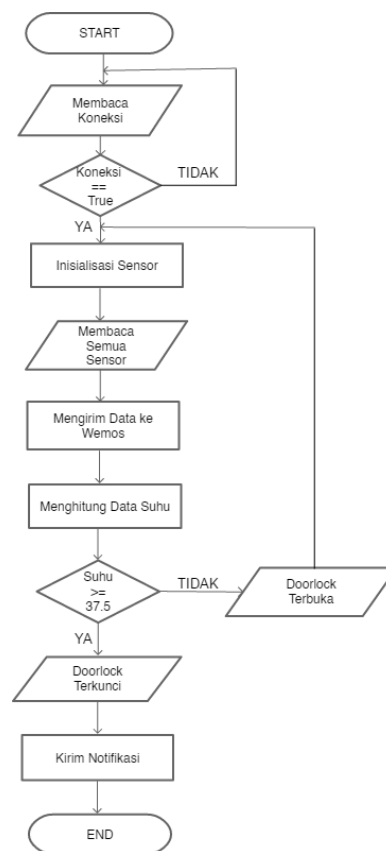 START
Membaca
Koneksi
Koneksi
==
True
TIDAK
YA
Inisialisasi Sensor
Membaca
Semua
Sensor
Mengirim Data ke
Wemos
Menghitung Data Suhu
Suhu
>=
37.5
TIDAK
Doorlock
Terbuka
YA
Doorlock
Terkunci
Kirim Notifikasi
END